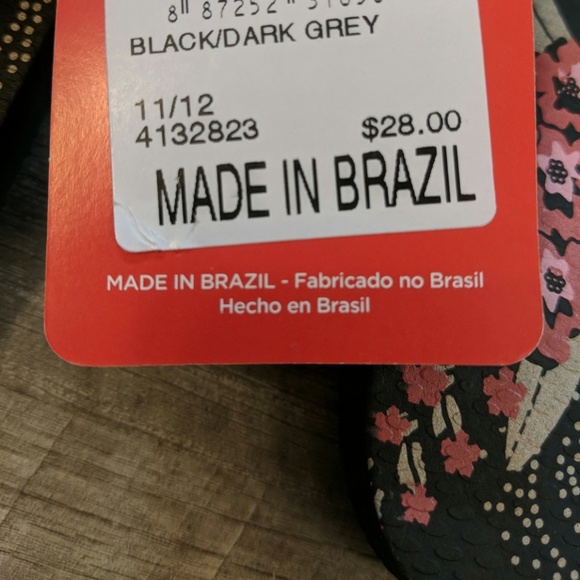 BLACK/DARK GREY
11/12
4132823 $28.00
MADE IN BRAZIL
MADE IN BRAZIL - Fabricado no Brasil
Hecho en Brasil